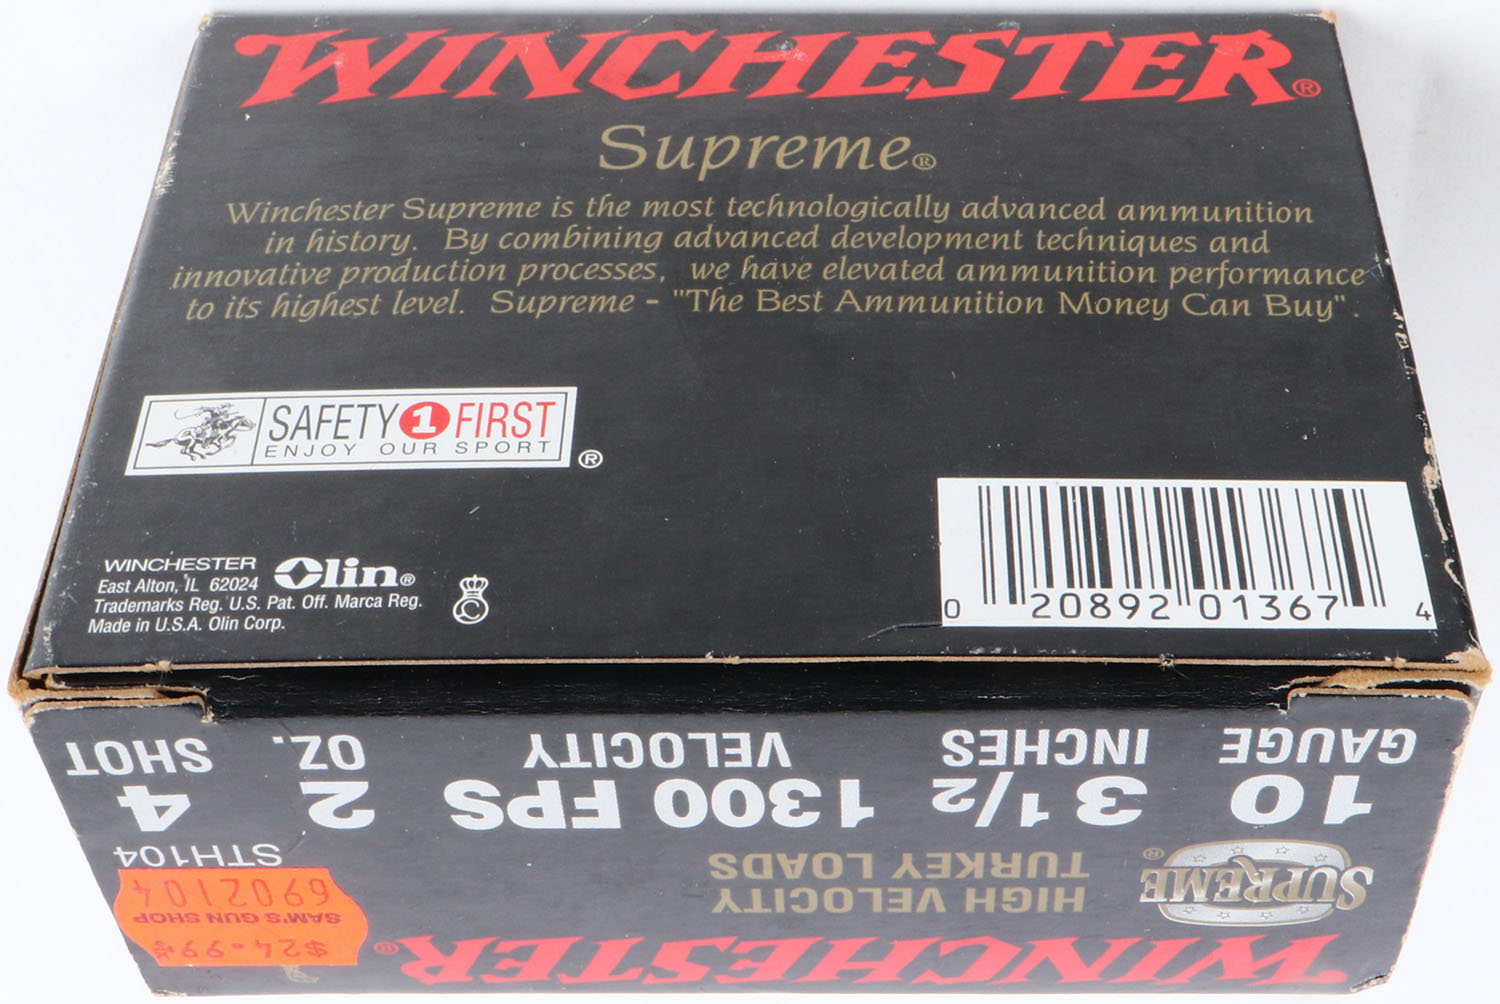 WINCHESTER®
Supreme®
Winchester Supreme is the most technologically advanced ammunition
in history. By combining advanced development techniques and
innovative production processes, we have elevated ammunition performance
to its highest level. Supreme - "The Best Ammunition Money Can Buy".
SAFETY 1 FIRST
ENJOY OUR SPORT
®
WINCHESTER Olin®
East Alton, IL 62024
Trademarks Reg. U.S. Pat. Off. Marca Reg.
Made in U.S.A. Olin Corp.
C
0 20892 01367 4
WINCHESTER®
SUPREME®
HIGH VELOCITY
TURKEY LOADS
$24.99
SAM'S GUN SHOP
6902104
STH104
10 3 1/2 1300 FPS 2 4
GAUGE INCHES VELOCITY OZ. SHOT